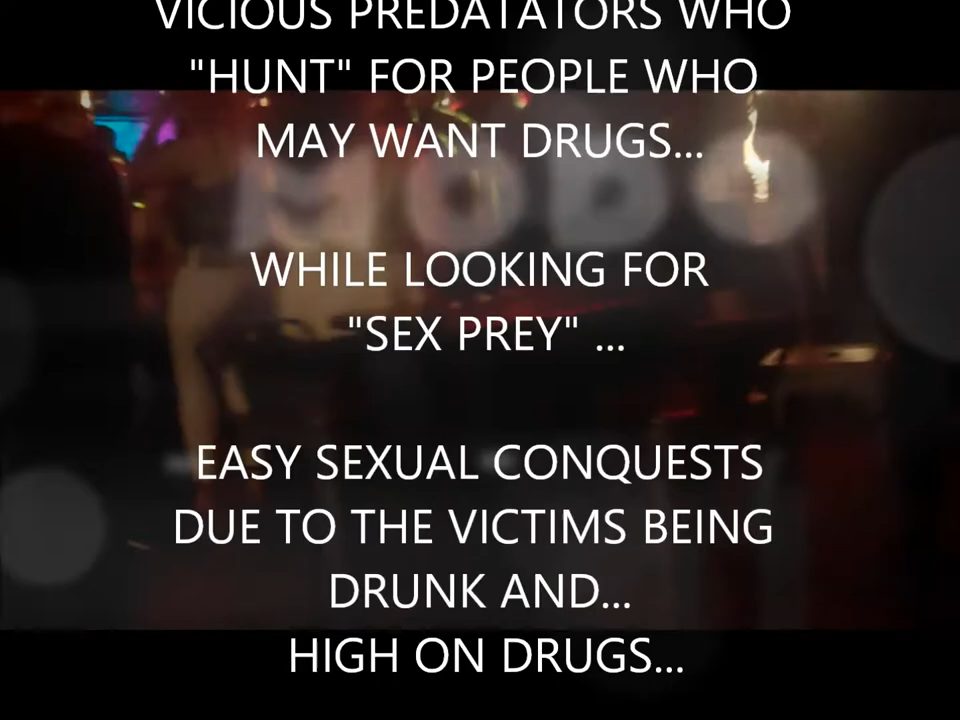 VICIOUS PREDATATORS WHO
"HUNT" FOR PEOPLE WHO
MAY WANT DRUGS...
WHILE LOOKING FOR
"SEX PREY" ...
EASY SEXUAL CONQUESTS
DUE TO THE VICTIMS BEING
DRUNK AND...
HIGH ON DRUGS...